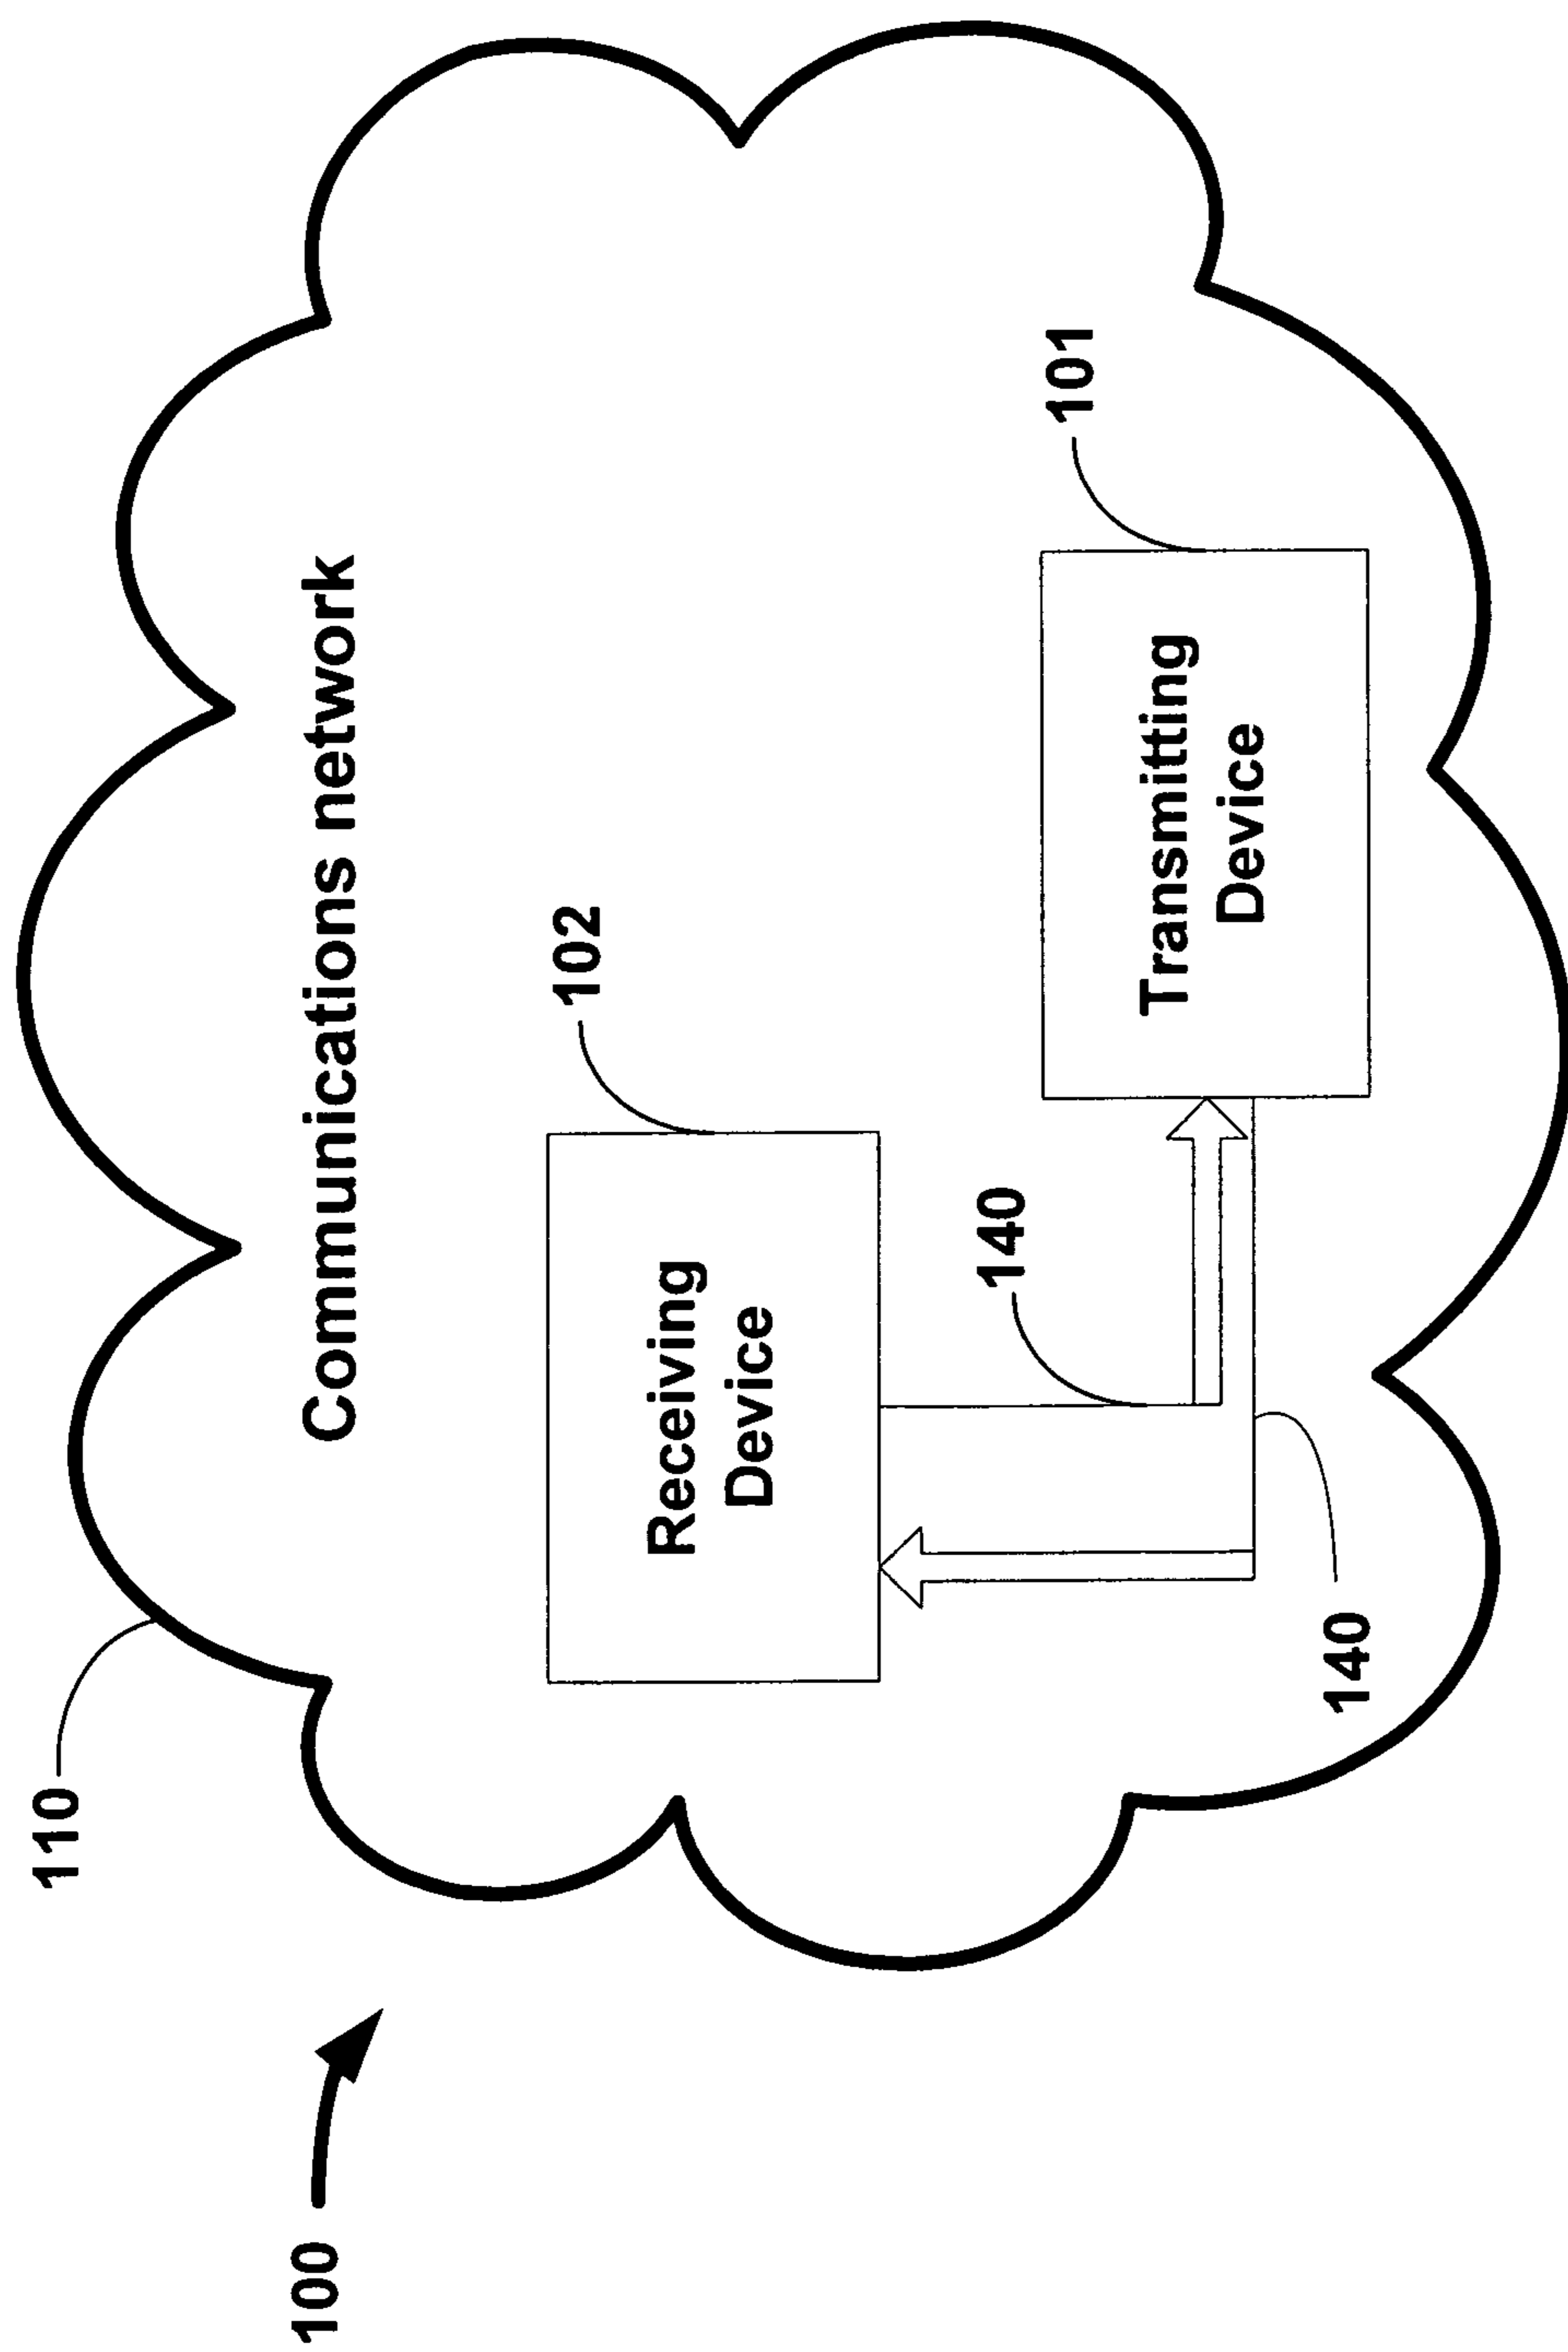 100
110
Communications network
102
Receiving
Device
140
101
Transmitting
Device
140